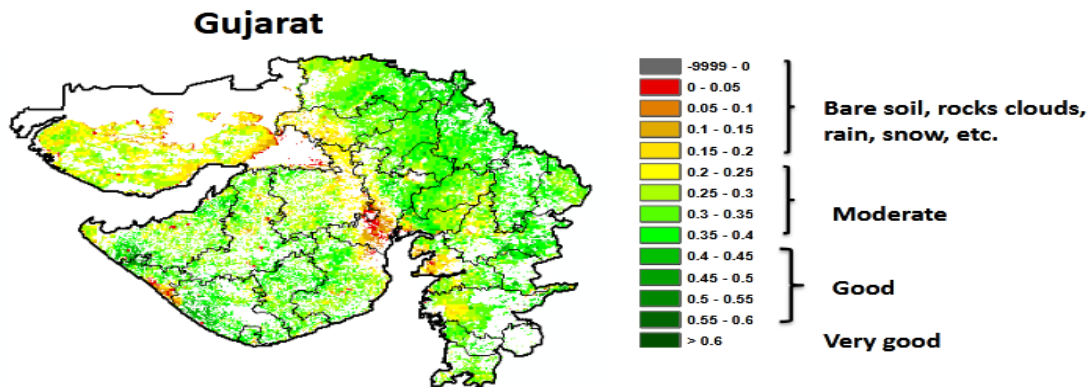 Gujarat
-9999 - 0
0 - 0.05
0.05 - 0.1
0.1 - 0.15
0.15 - 0.2
0.2 - 0.25
0.25 - 0.3
0.3 - 0.35
0.35 - 0.4
0.4 - 0.45
0.45 - 0.5
0.5 - 0.55
0.55 - 0.6
> 0.6
Bare soil, rocks clouds,
rain, snow, etc.
Moderate
Good
Very good